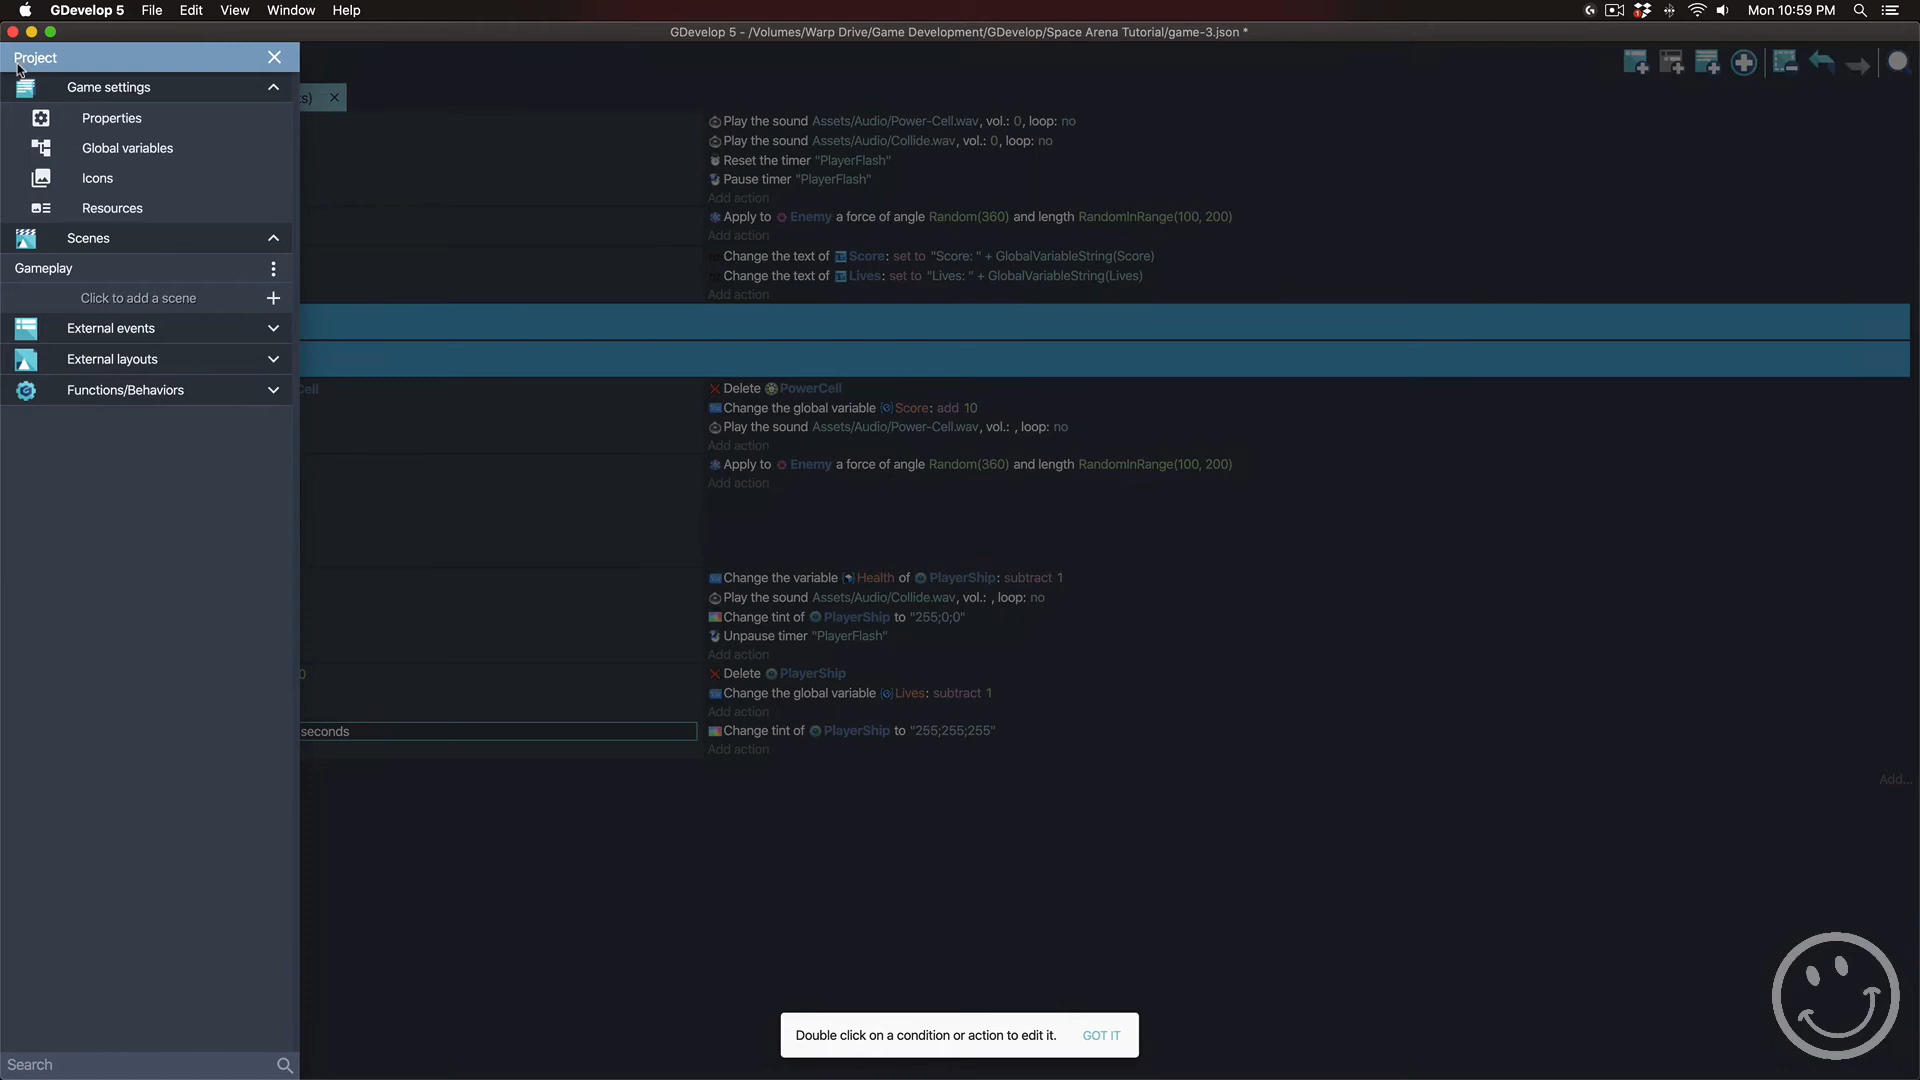 GDevelop 5 File Edit View Window Help Mon 10:59 PM
GDevelop 5 - /Volumes/Warp Drive/Game Development/GDevelop/Space Arena Tutorial/game-3.json *
Project
Game settings
s)
Properties
Global variables
Icons
Resources
Scenes
Gameplay
Click to add a scene
External events
External layouts
Functions/Behaviors
Cell
0
seconds
Play the sound Assets/Audio/Power-Cell.wav, vol.: 0, loop: no
Play the sound Assets/Audio/Collide.wav, vol.: 0, loop: no
Reset the timer "PlayerFlash"
Pause timer "PlayerFlash"
Add action
Apply to Enemy a force of angle Random(360) and length RandomInRange(100, 200)
Add action
Change the text of Score: set to "Score: " + GlobalVariableString(Score)
Change the text of Lives: set to "Lives: " + GlobalVariableString(Lives)
Add action
Delete PowerCell
Change the global variable Score: add 10
Play the sound Assets/Audio/Power-Cell.wav, vol.: , loop: no
Add action
Apply to Enemy a force of angle Random(360) and length RandomInRange(100, 200)
Add action
Change the variable Health of PlayerShip: subtract 1
Play the sound Assets/Audio/Collide.wav, vol.: , loop: no
Change tint of PlayerShip to "255;0;0"
Unpause timer "PlayerFlash"
Add action
Delete PlayerShip
Change the global variable Lives: subtract 1
Add action
Change tint of PlayerShip to "255;255;255"
Add action
Add...
Double click on a condition or action to edit it. GOT IT
Search